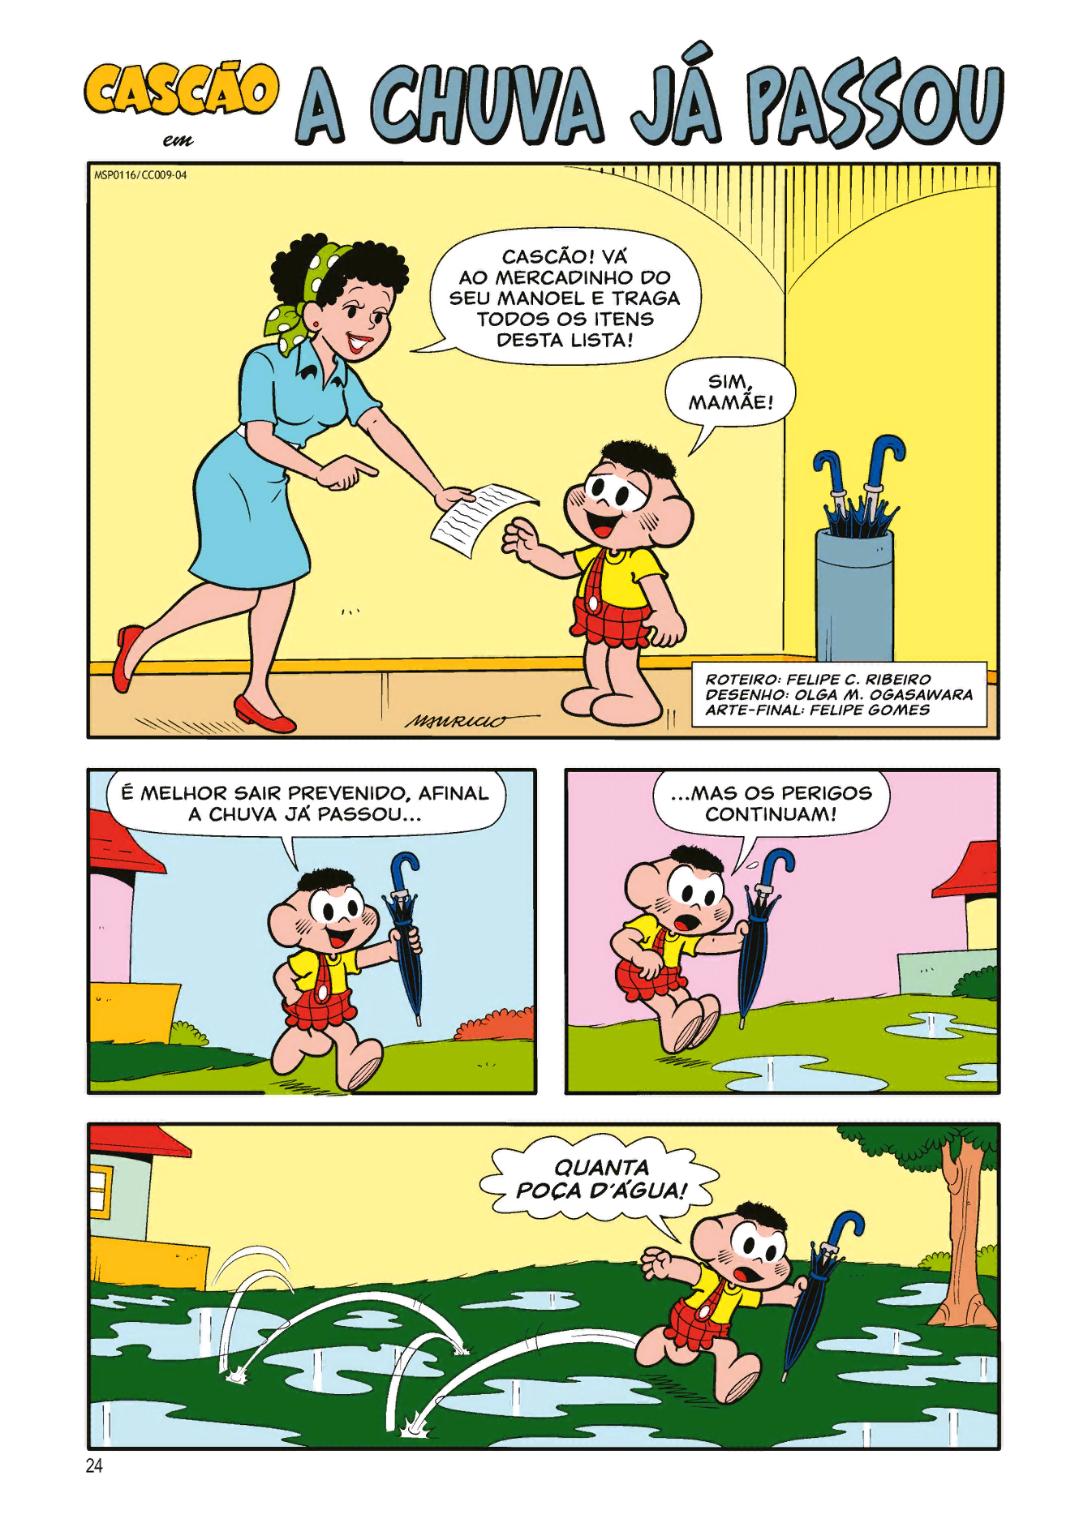 CASCÃO
em
A CHUVA JÁ PASSOU
MSP0116/CC009-04
CASCÃO! VÁ
AO MERCADINHO DO
SEU MANOEL E TRAGA
TODOS OS ITENS
DESTA LISTA!
SIM,
MAMÃE!
MAURICIO
ROTEIRO: FELIPE C. RIBEIRO
DESENHO: OLGA M. OGASAWARA
ARTE-FINAL: FELIPE GOMES
É MELHOR SAIR PREVENIDO, AFINAL
A CHUVA JÁ PASSOU...
...MAS OS PERIGOS
CONTINUAM!
QUANTA
POÇA D'ÁGUA!
24